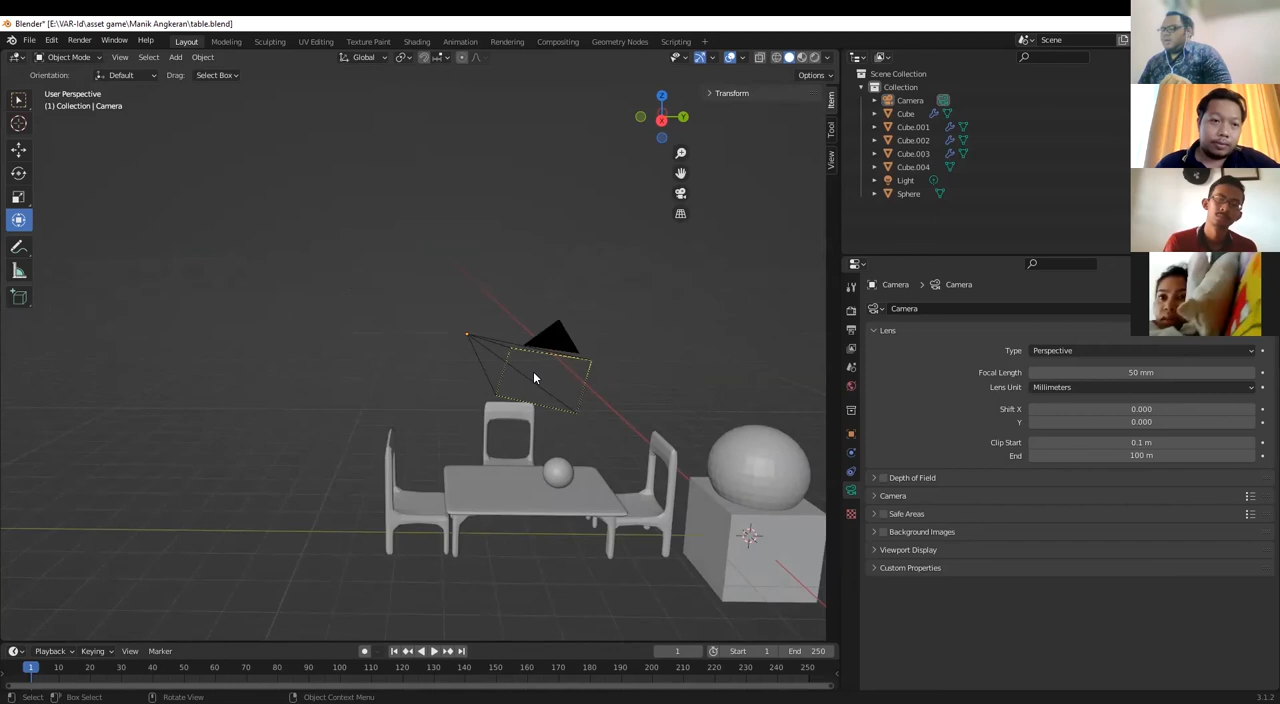 Blender* [E:\VAR-Id\asset game\Manik Angkeran\table.blend]
File Edit Render Window Help Layout Modeling Sculpting UV Editing Texture Paint Shading Animation Rendering Compositing Geometry Nodes Scripting + Scene
Object Mode View Select Add Object Global
Orientation: Default Drag: Select Box Options
User Perspective
(1) Collection | Camera
Transform
Z
Y
X
Item
Tool
View
Scene Collection
Collection
Camera
Cube
Cube.001
Cube.002
Cube.003
Cube.004
Light
Sphere
Camera > Camera
Camera
Lens
Type Perspective
Focal Length 50 mm
Lens Unit Millimeters
Shift X 0.000
Y 0.000
Clip Start 0.1 m
End 100 m
Depth of Field
Camera
Safe Areas
Background Images
Viewport Display
Custom Properties
Playback Keying View Marker 1 Start 1 End 250
1 10 20 30 40 50 60 70 80 90 100 110 120 130 140 150 160 170 180 190 200 210 220 230 240 250
Select Box Select Rotate View Object Context Menu 3.1.2